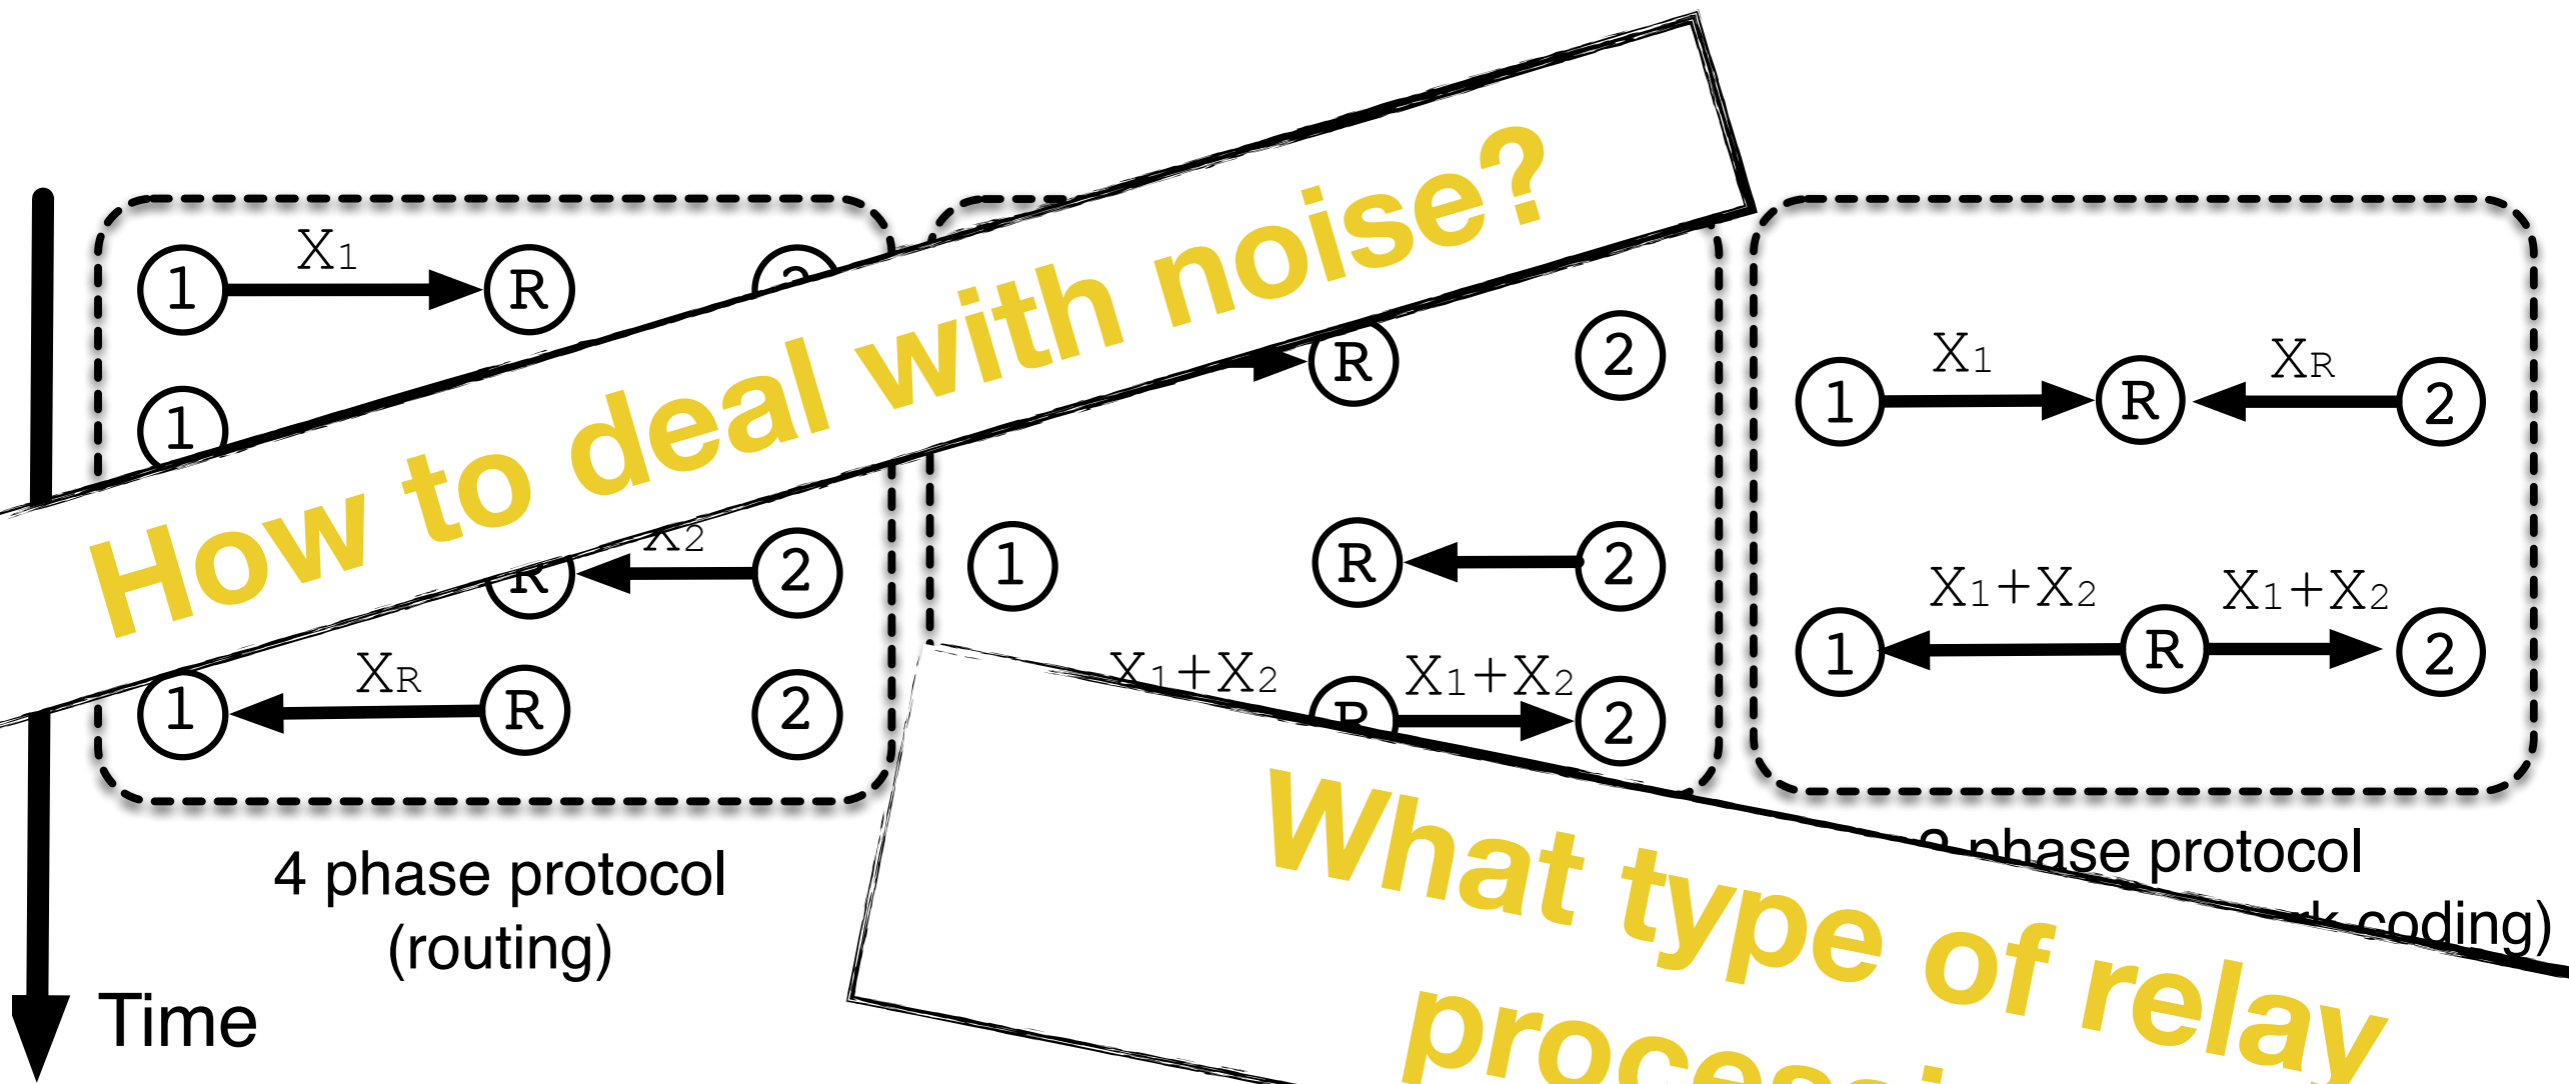 How to deal with noise?
X1
1 R
1
X2
R 2
XR
1 R 2
4 phase protocol
(routing)
R 2
1 R 2
X1+X2 X1+X2
R 2
X1 XR
1 R 2
X1+X2 X1+X2
1 R 2
phase protocol
coding)
What type of relay
Time